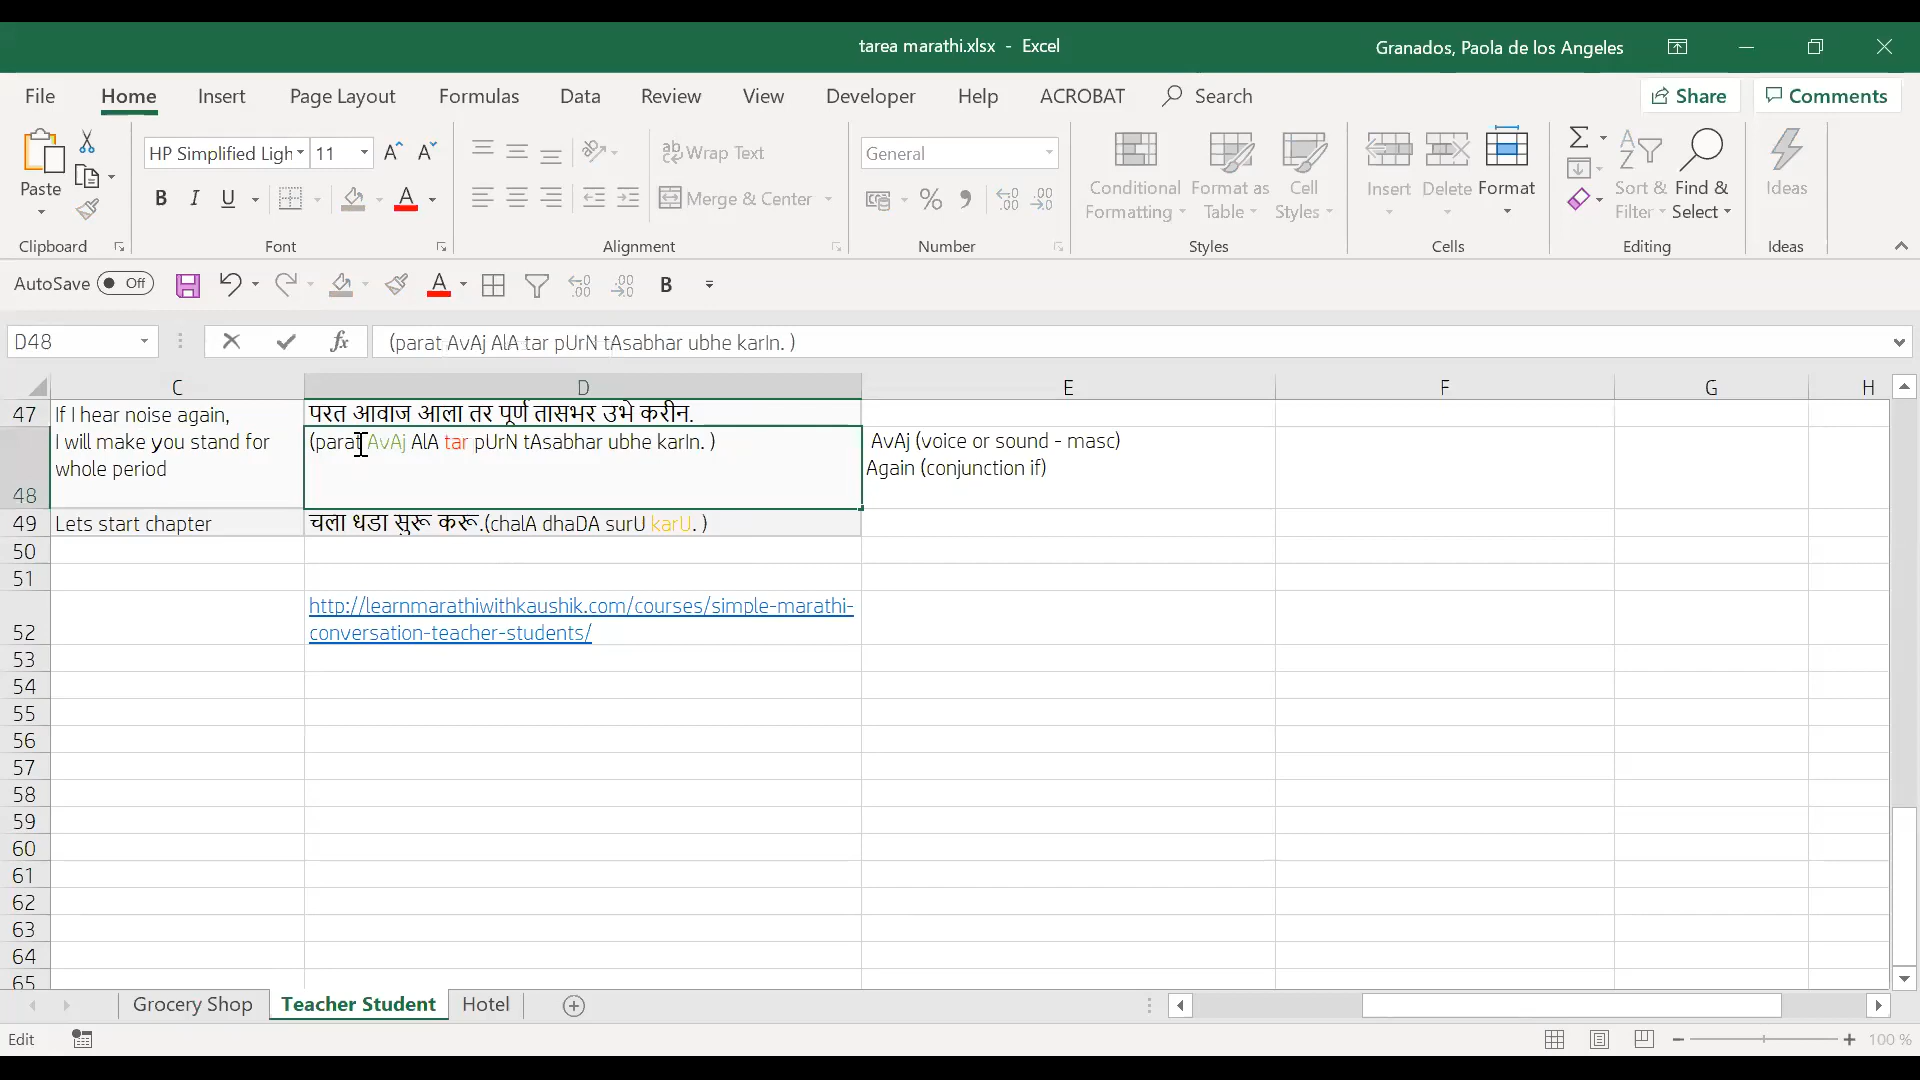 tarea marathi.xlsx - Excel
Granados, Paola de los Angeles
File Home Insert Page Layout Formulas Data Review View Developer Help ACROBAT Search Share Comments
HP Simplified Ligh 11 A A ab Wrap Text General
Paste B I U A Merge & Center % Conditional Formatting Format as Table Cell Styles Insert Delete Format Sort & Filter Find & Select Ideas
Clipboard Font Alignment Number Styles Cells Editing Ideas
AutoSave Off A B
D48 fx (parat AvAj AlA tar pUrN tAsabhar ubhe karIn. )
C D E F G H
47 If I hear noise again, परत आवाज आला तर पूर्ण तासभर उभे करीन.
I will make you stand for (parat AvAj AlA tar pUrN tAsabhar ubhe karIn. ) AvAj (voice or sound - masc)
whole period Again (conjunction if)
48
49 Lets start chapter चला धडा सुरू करू.(chalA dhaDA surU karU. )
50
51
http://learnmarathiwithkaushik.com/courses/simple-marathi-
52 conversation-teacher-students/
53
54
55
56
57
58
59
60
61
62
63
64
65
Grocery Shop Teacher Student Hotel
Edit 100 %